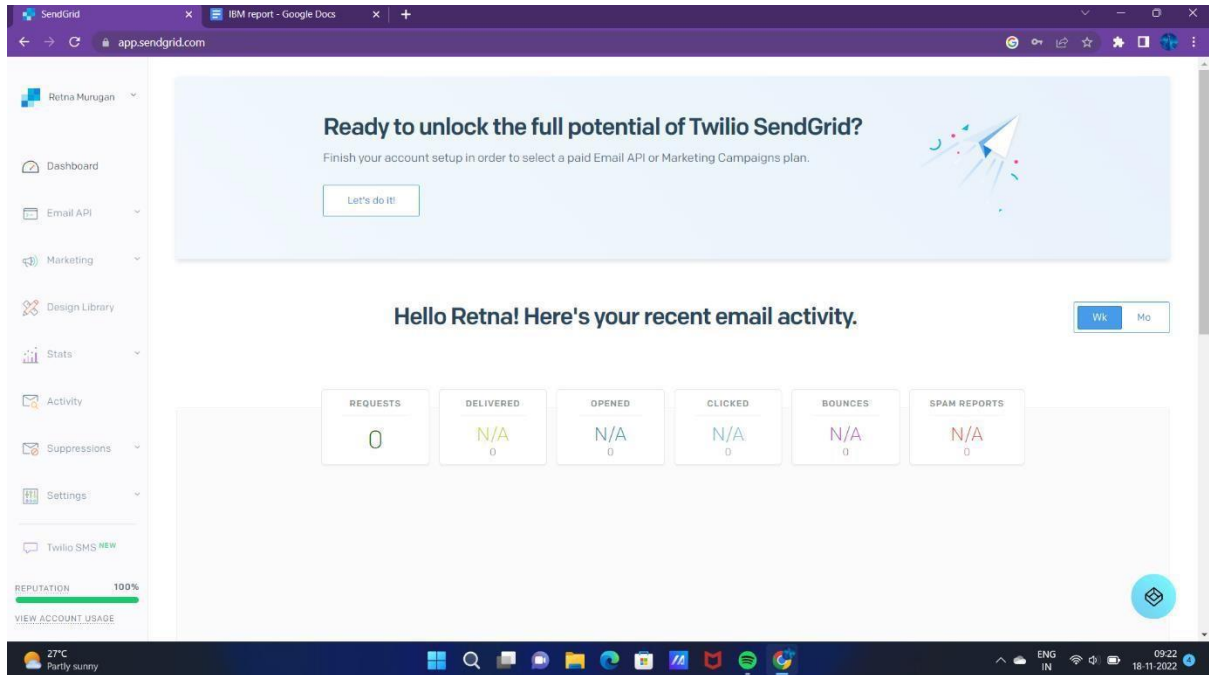 SendGrid
IBM report - Google Docs
app.sendgrid.com
Retna Murugan
Dashboard
Email API
Marketing
Design Library
Stats
Activity
Suppressions
Settings
Twilio SMS NEW
REPUTATION 100%
VIEW ACCOUNT USAGE
Ready to unlock the full potential of Twilio SendGrid?
Finish your account setup in order to select a paid Email API or Marketing Campaigns plan.
Let's do it!
Hello Retna! Here's your recent email activity.
Wk Mo
REQUESTS DELIVERED OPENED CLICKED BOUNCES SPAM REPORTS
0 N/A N/A N/A N/A N/A
0 0 0 0 0
27°C
Partly sunny
ENG
IN
09:22
18-11-2022
4